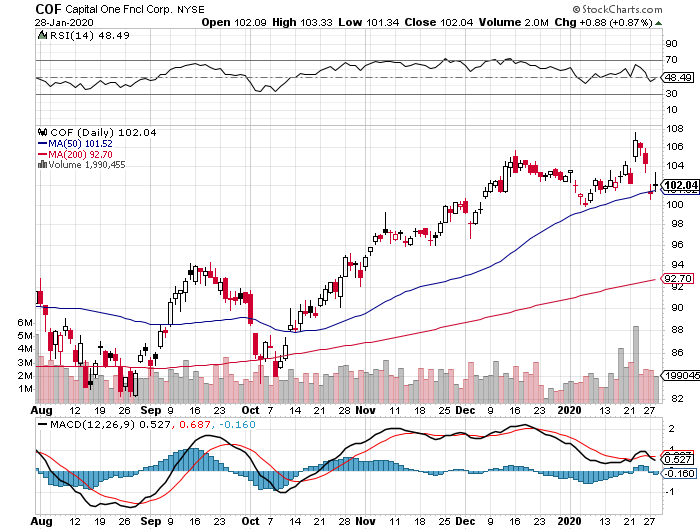 COF Capital One Fncl Corp. NYSE
© StockCharts.com
28-Jan-2020
Open 102.09 High 103.33 Low 101.34 Close 102.04 Volume 2.0M Chg +0.88 (+0.87%)
RSI(14) 48.49
90
70
48.49
30
10
COF (Daily) 102.04
MA(50) 101.52
MA(200) 92.70
Volume 1,990,455
108
106
104
102.04
100
98
96
94
92.70
92
90
88
86
82
6M
5M
4M
3M
2M
1M
1990455
Aug 12 19 26 Sep 9 16 23 Oct 7 14 21 28 Nov 11 18 25 Dec 9 16 23 2020 13 21 27
MACD(12,26,9) 0.527, 0.687, -0.160
2
1
0.527
-0.160
-1
Aug 12 19 26 Sep 9 16 23 Oct 7 14 21 28 Nov 11 18 25 Dec 9 16 23 2020 13 21 27